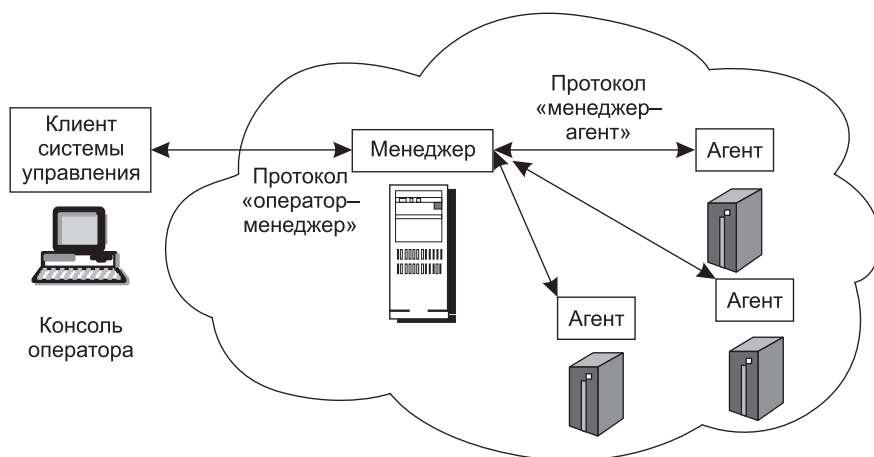 Клиент
системы
управления
Консоль
оператора
Протокол
«оператор–
менеджер»
Менеджер
Протокол
«менеджер–
агент»
Агент
Агент
Агент